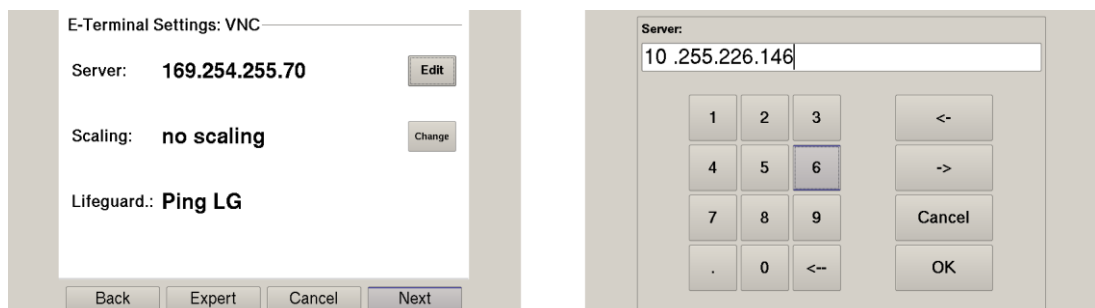 E-Terminal Settings: VNC
Server: 169.254.255.70 Edit
Scaling: no scaling Change
Lifeguard.: Ping LG
Back Expert Cancel Next
Server:
10 .255.226.146
1 2 3 <-
4 5 6 ->
7 8 9 Cancel
. 0 <-- OK